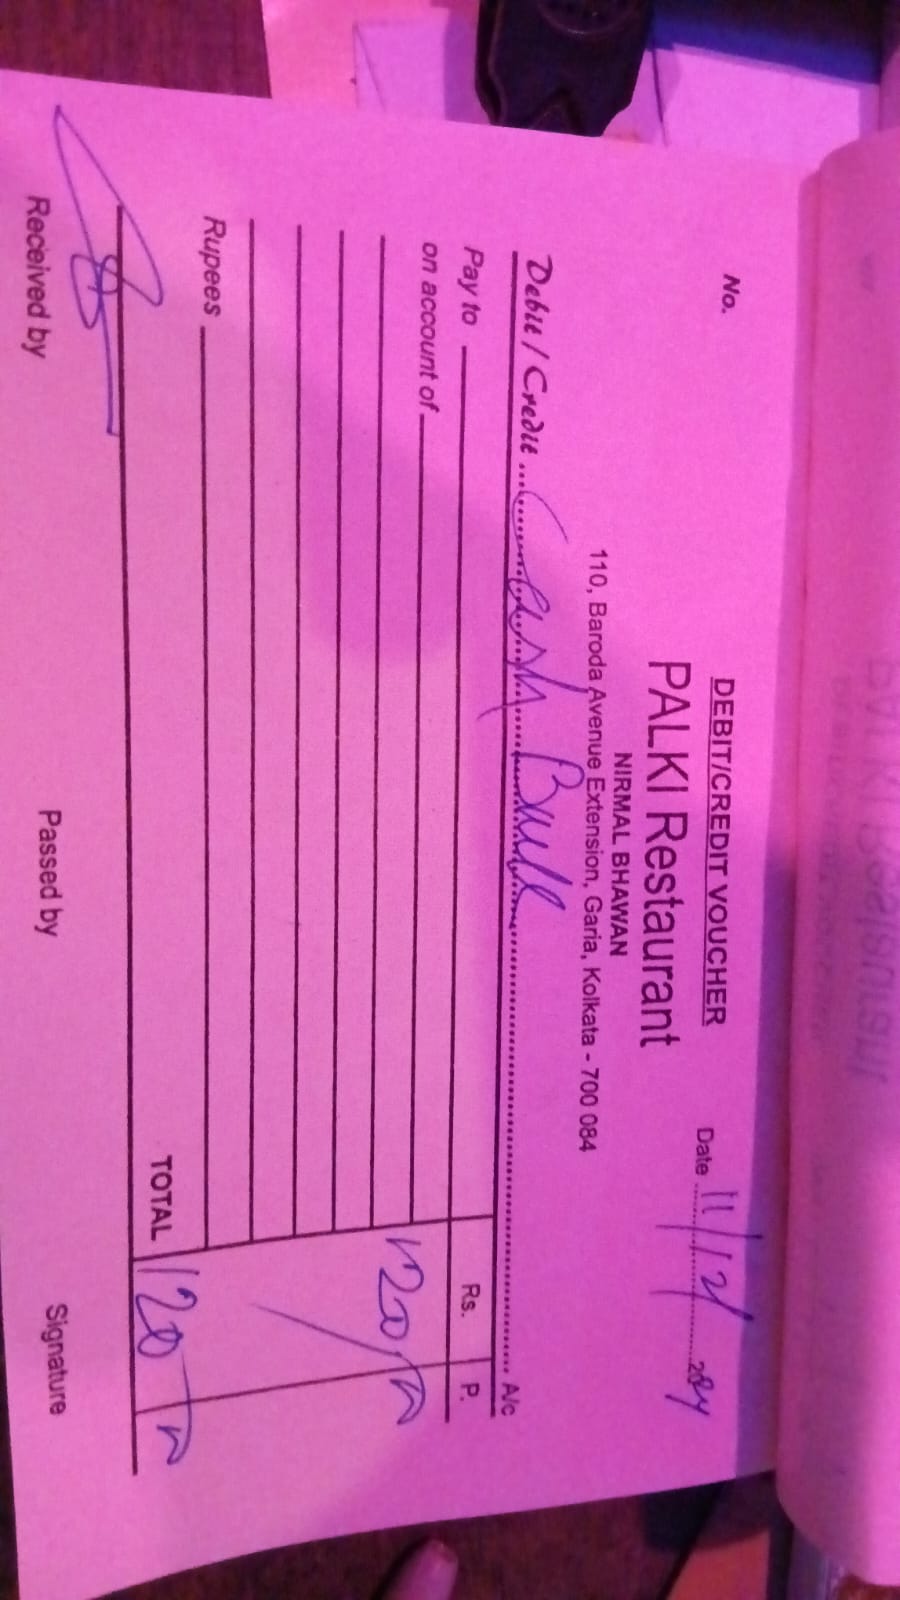 DEBIT/CREDIT VOUCHER
PALKI Restaurant
NIRMAL BHAWAN
110, Baroda Avenue Extension, Garia, Kolkata - 700 084
No.
Date 11/12/2024
Debit / Credit Cash A/c
Pay to Rs. P.
on account of
120/-
Rupees
TOTAL 120/-
Received by Passed by Signature